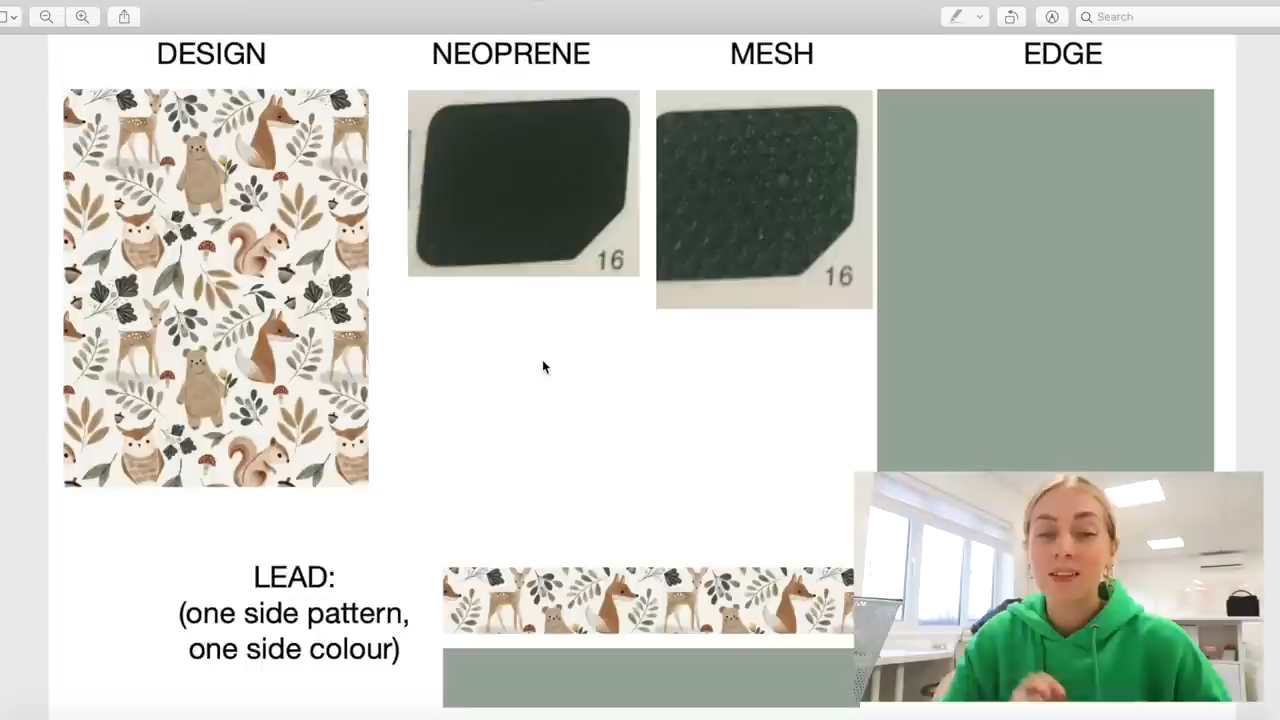 Search
DESIGN
NEOPRENE
MESH
EDGE
16
16
LEAD:
(one side pattern,
one side colour)